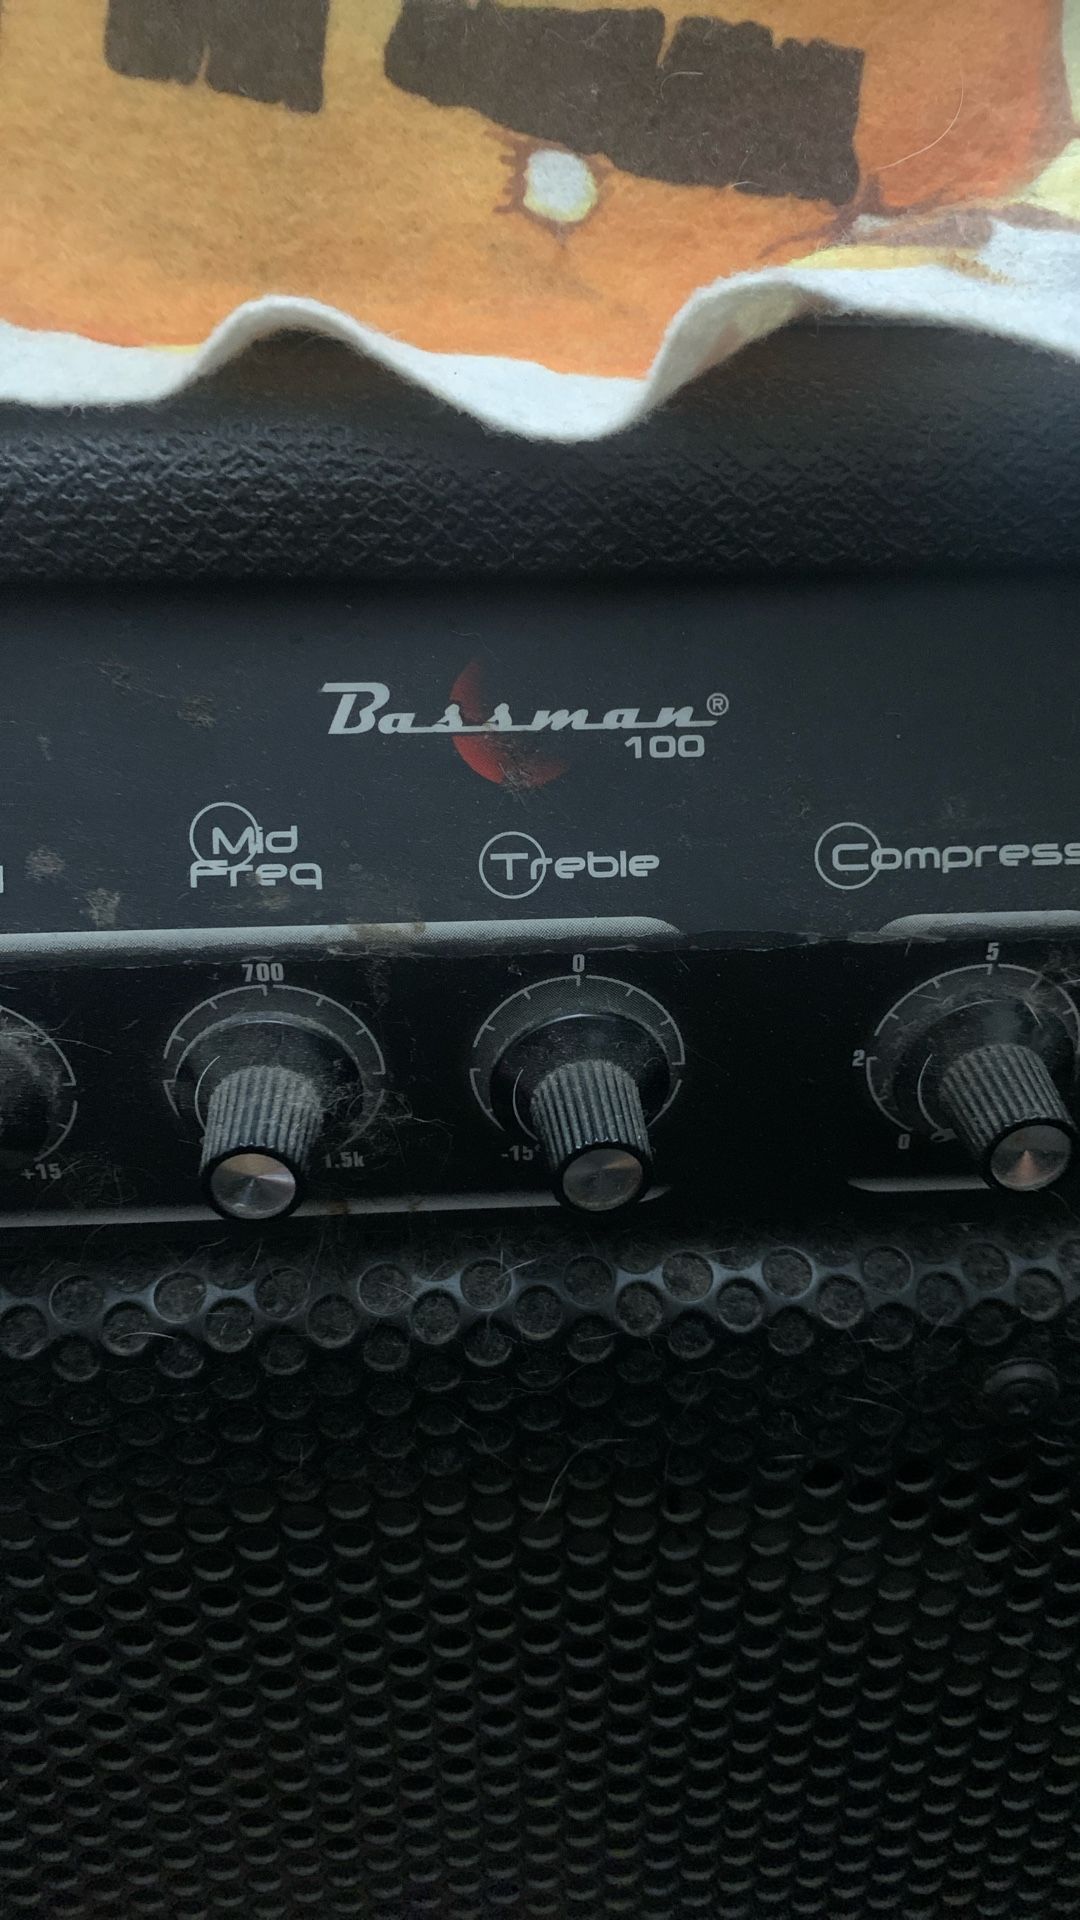 Bassman®
100
Mid
Freq
Treble
Compress
700
0
5
2
0
+15
1.5k
-15